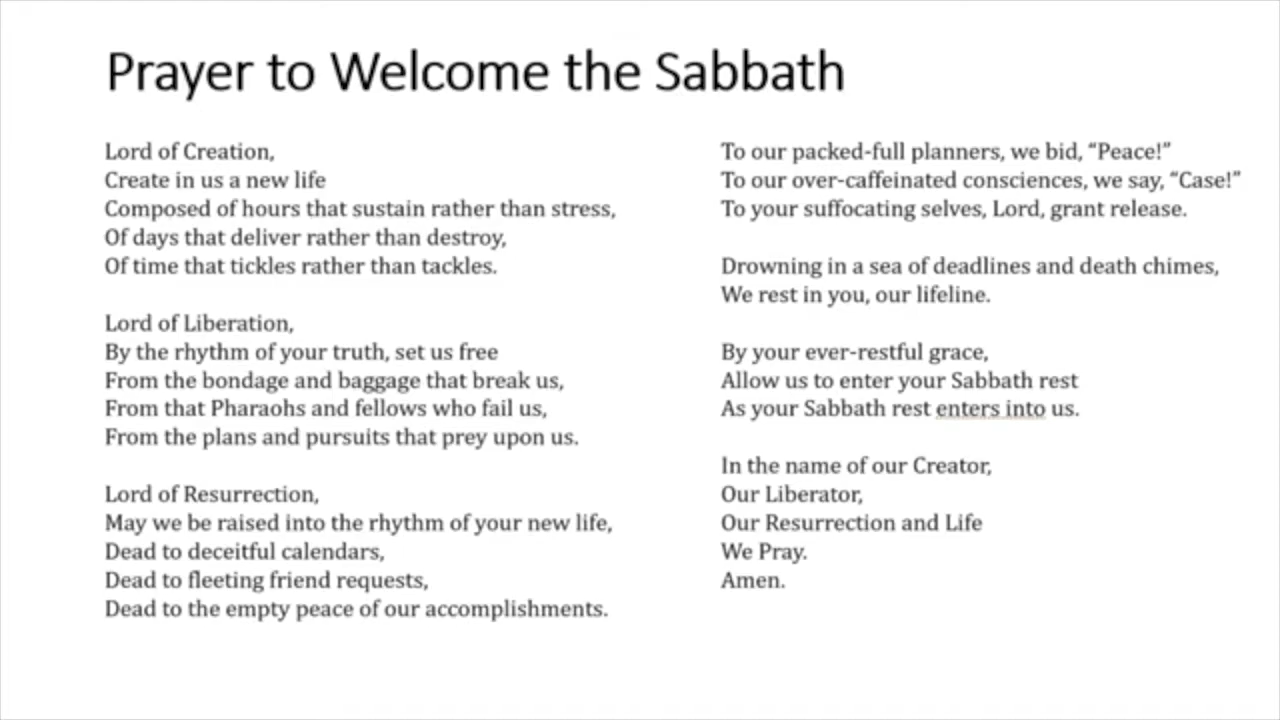 Prayer to Welcome the Sabbath
Lord of Creation,
Create in us a new life
Composed of hours that sustain rather than stress,
Of days that deliver rather than destroy,
Of time that tickles rather than tackles.
Lord of Liberation,
By the rhythm of your truth, set us free
From the bondage and baggage that break us,
From that Pharaohs and fellows who fail us,
From the plans and pursuits that prey upon us.
Lord of Resurrection,
May we be raised into the rhythm of your new life,
Dead to deceitful calendars,
Dead to fleeting friend requests,
Dead to the empty peace of our accomplishments.
To our packed-full planners, we bid, “Peace!”
To our over-caffeinated consciences, we say, “Case!”
To your suffocating selves, Lord, grant release.
Drowning in a sea of deadlines and death chimes,
We rest in you, our lifeline.
By your ever-restful grace,
Allow us to enter your Sabbath rest
As your Sabbath rest enters into us.
In the name of our Creator,
Our Liberator,
Our Resurrection and Life
We Pray.
Amen.